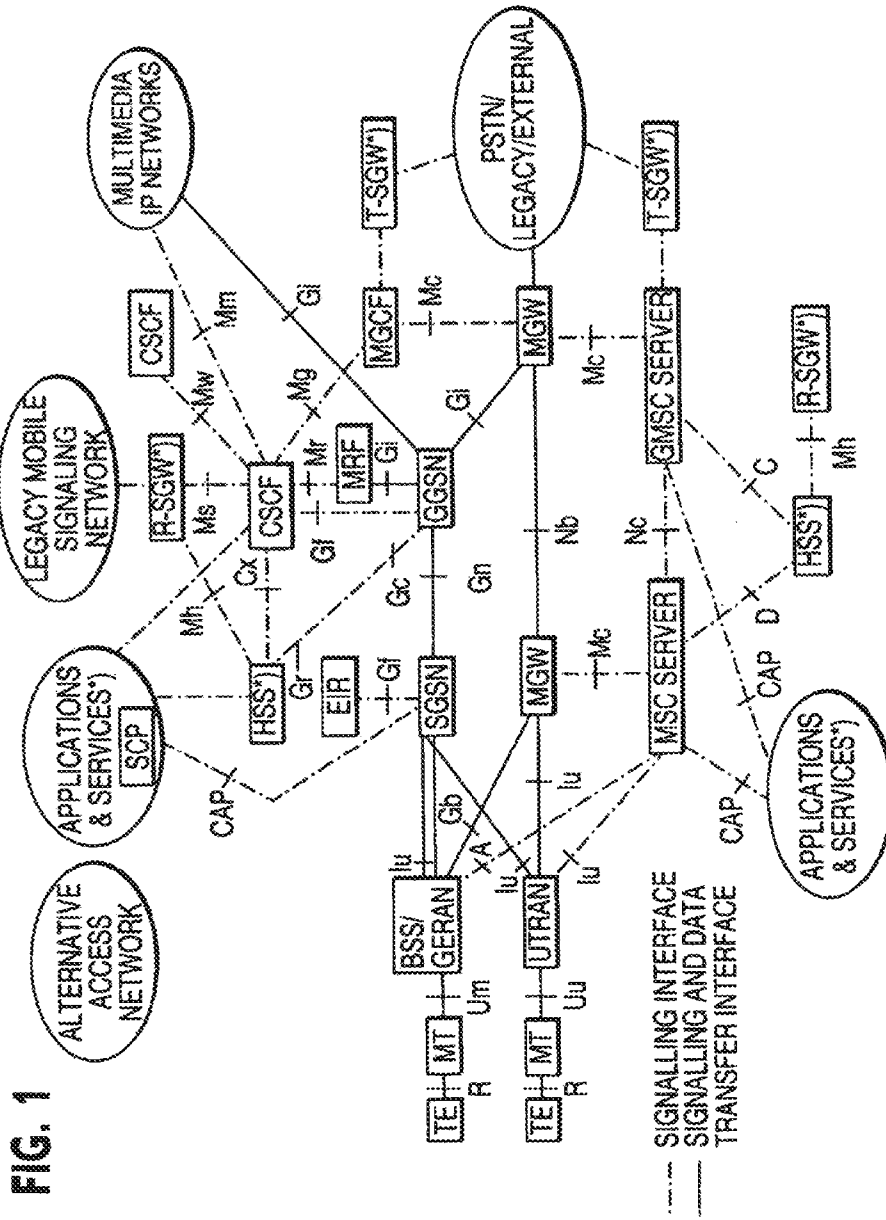 FIG. 1
ALTERNATIVE
ACCESS
NETWORK
APPLICATIONS
& SERVICES*)
SCP
LEGACY MOBILE
SIGNALING
NETWORK
MULTIMEDIA
IP NETWORKS
CAP
Mh
R-SGW*)
Ms
CSCF
Mw
Mm
HSS*)
Cx
CSCF
Mg
Gi
Gr
EIR
Gf
Gc
Gf
Mr
MRF
Gi
MGCF
T-SGW*)
Mc
TE
R
MT
Um
BSS/
GERAN
Iu
SGSN
Gn
GGSN
Gi
Gb
A
Iu
TE
R
MT
Uu
UTRAN
Iu
MGW
Nb
MGW
PSTN/
LEGACY/EXTERNAL
Iu
Mc
Mc
MSC SERVER
Nc
GMSC SERVER
T-SGW*)
CAP
CAP
D
C
APPLICATIONS
& SERVICES*)
HSS*)
Mh
R-SGW*)
SIGNALLING INTERFACE
SIGNALLING AND DATA
TRANSFER INTERFACE